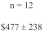 n = 12
$477 ± 238